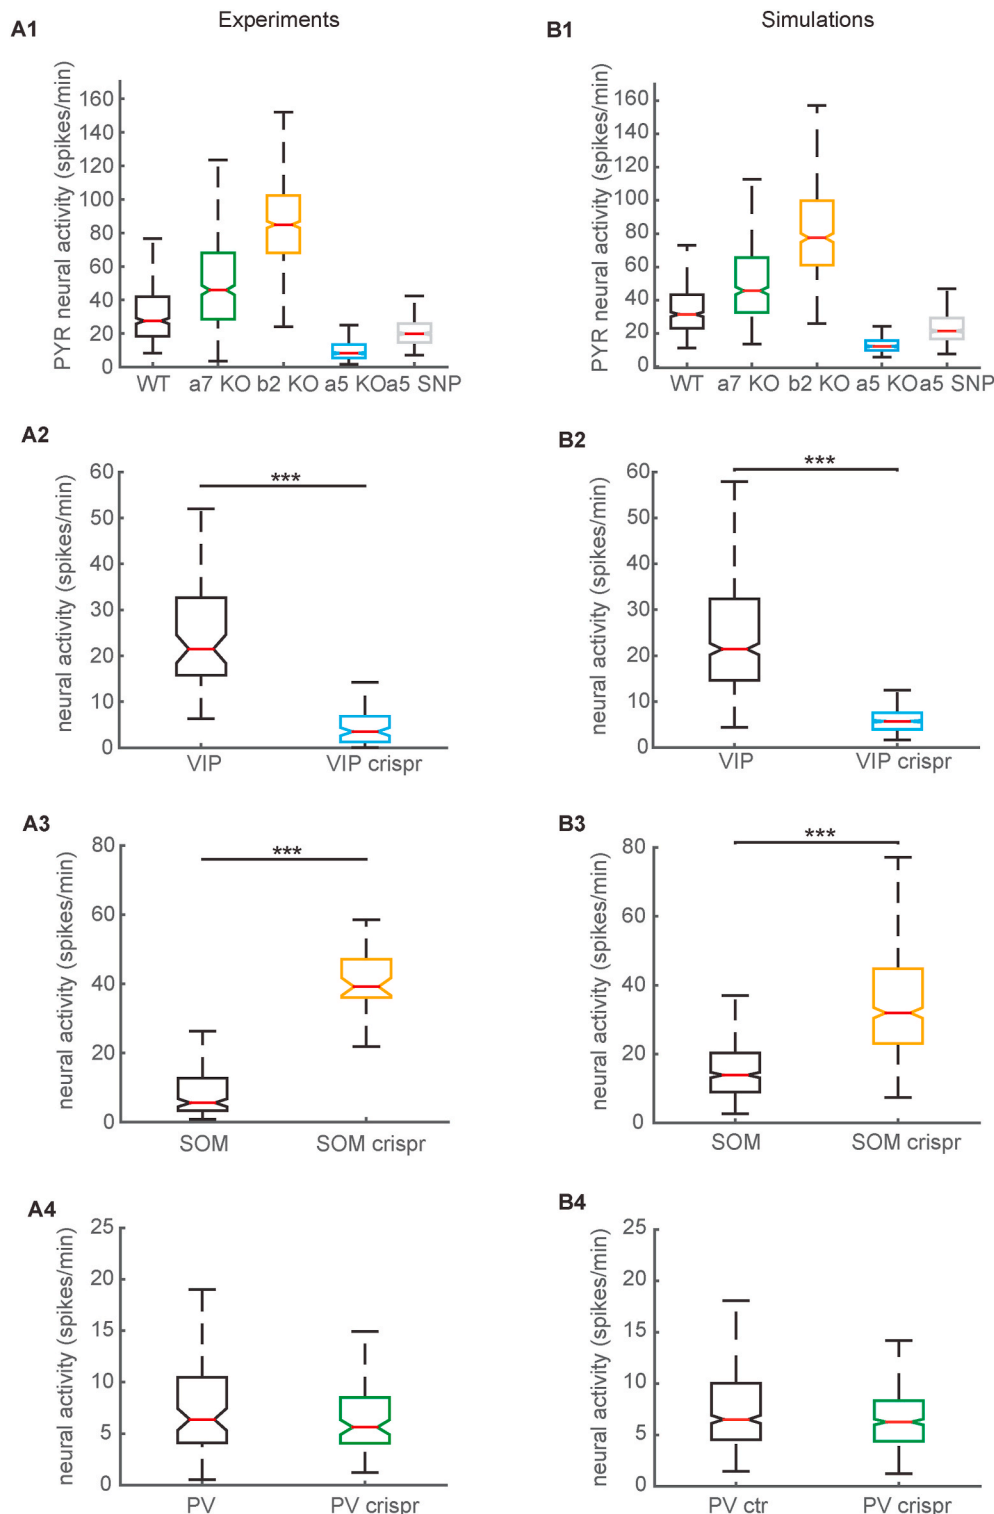 Experiments
Simulations
A1
PYR neural activity (spikes/min)
160
140
120
100
80
60
40
20
0
WT a7 KO b2 KO a5 KO a5 SNP
B1
PYR neural activity (spikes/min)
160
140
120
100
80
60
40
20
0
WT a7 KO b2 KO a5 KO a5 SNP
A2
neural activity (spikes/min)
60
50
40
30
20
10
0
***
VIP VIP crispr
B2
neural activity (spikes/min)
60
50
40
30
20
10
0
***
VIP VIP crispr
A3
neural activity (spikes/min)
80
60
40
20
0
***
SOM SOM crispr
B3
neural activity (spikes/min)
80
60
40
20
0
***
SOM SOM crispr
A4
neural activity (spikes/min)
25
20
15
10
5
0
PV PV crispr
B4
neural activity (spikes/min)
25
20
15
10
5
0
PV ctr PV crispr